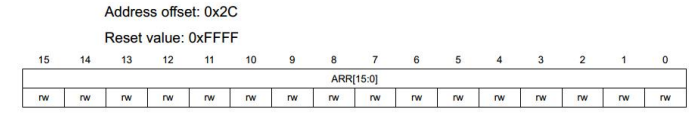 Address offset: 0x2C
Reset value: 0xFFFF
15 14 13 12 11 10 9 8 7 6 5 4 3 2 1 0
ARR[15:0]
rw rw rw rw rw rw rw rw rw rw rw rw rw rw rw rw